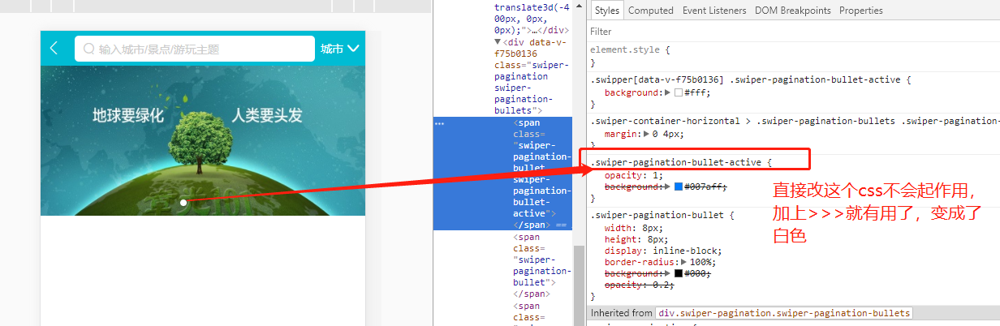 输入城市/景点/游玩主题
城市
地球要绿化
人类要头发
translate3d(-4
00px, 0px,
0px);">…</div>
▼<div data-v-
f75b0136
class="swiper-
pagination
swiper-
pagination-
bullets">
…
<span
class=
"swiper-
pagination-
bullet
swiper-
pagination-
bullet-
active">
</span> ==
<span
class=
"swiper-
pagination-
bullet">
</span>
<span
class=
"swiper-
pagination-
Styles Computed Event Listeners DOM Breakpoints Properties
Filter
element.style {
}
.swipper[data-v-f75b0136] .swiper-pagination-bullet-active {
background:▶#fff;
}
.swiper-container-horizontal > .swiper-pagination-bullets .swiper-pagination-
margin:▶0 4px;
}
.swiper-pagination-bullet-active {
opacity: 1;
background:▶#007aff;
}
直接改这个css不会起作用，
加上>>>就有用了，变成了
白色
.swiper-pagination-bullet {
width: 8px;
height: 8px;
display: inline-block;
border-radius:▶100%;
background:▶#000;
opacity: 0.2;
}
Inherited from div.swiper-pagination.swiper-pagination-bullets